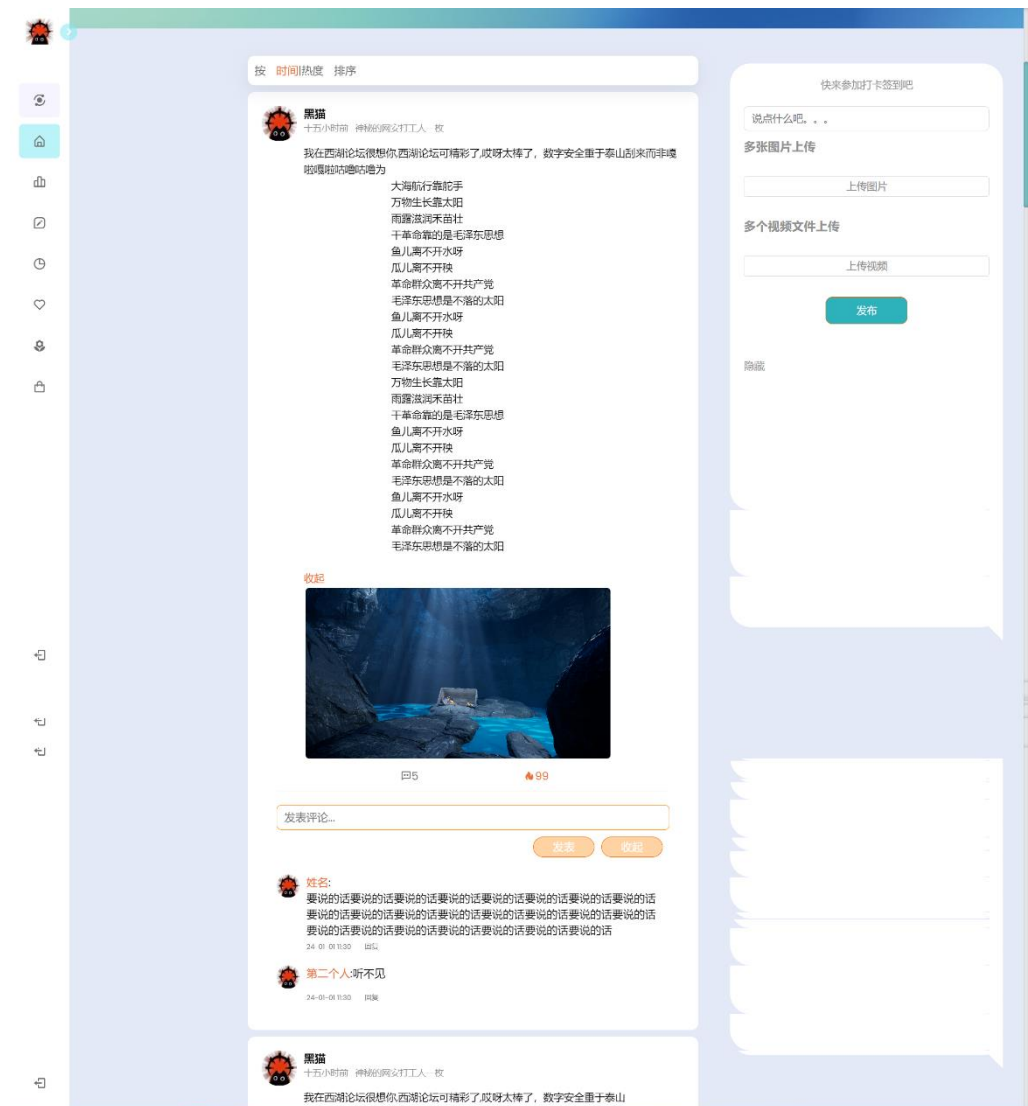 按 时间|热度 排序
黑猫
十五小时前 神秘的网安打工人一枚
我在西湖论坛很想你,西湖论坛可精彩了,哎呀太棒了，数字安全重于泰山刮来而非嘎
啦嘎啦咕噜咕噜为
大海航行靠舵手
万物生长靠太阳
雨露滋润禾苗壮
干革命靠的是毛泽东思想
鱼儿离不开水呀
瓜儿离不开秧
革命群众离不开共产党
毛泽东思想是不落的太阳
鱼儿离不开水呀
瓜儿离不开秧
革命群众离不开共产党
毛泽东思想是不落的太阳
万物生长靠太阳
雨露滋润禾苗壮
干革命靠的是毛泽东思想
鱼儿离不开水呀
瓜儿离不开秧
革命群众离不开共产党
毛泽东思想是不落的太阳
鱼儿离不开水呀
瓜儿离不开秧
革命群众离不开共产党
毛泽东思想是不落的太阳
收起
5 99
发表评论...
发表 收起
姓名:
要说的话要说的话要说的话要说的话要说的话要说的话要说的话要说的话
要说的话要说的话要说的话要说的话要说的话要说的话要说的话要说的话
要说的话要说的话要说的话要说的话要说的话要说的话要说的话
24-01-01 11:30 回复
第二个人:听不见
24-01-01 11:30 回复
黑猫
十五小时前 神秘的网安打工人一枚
我在西湖论坛很想你,西湖论坛可精彩了,哎呀太棒了，数字安全重于泰山
快来参加打卡签到吧
说点什么吧。。。
多张图片上传
上传图片
多个视频文件上传
上传视频
发布
隐藏